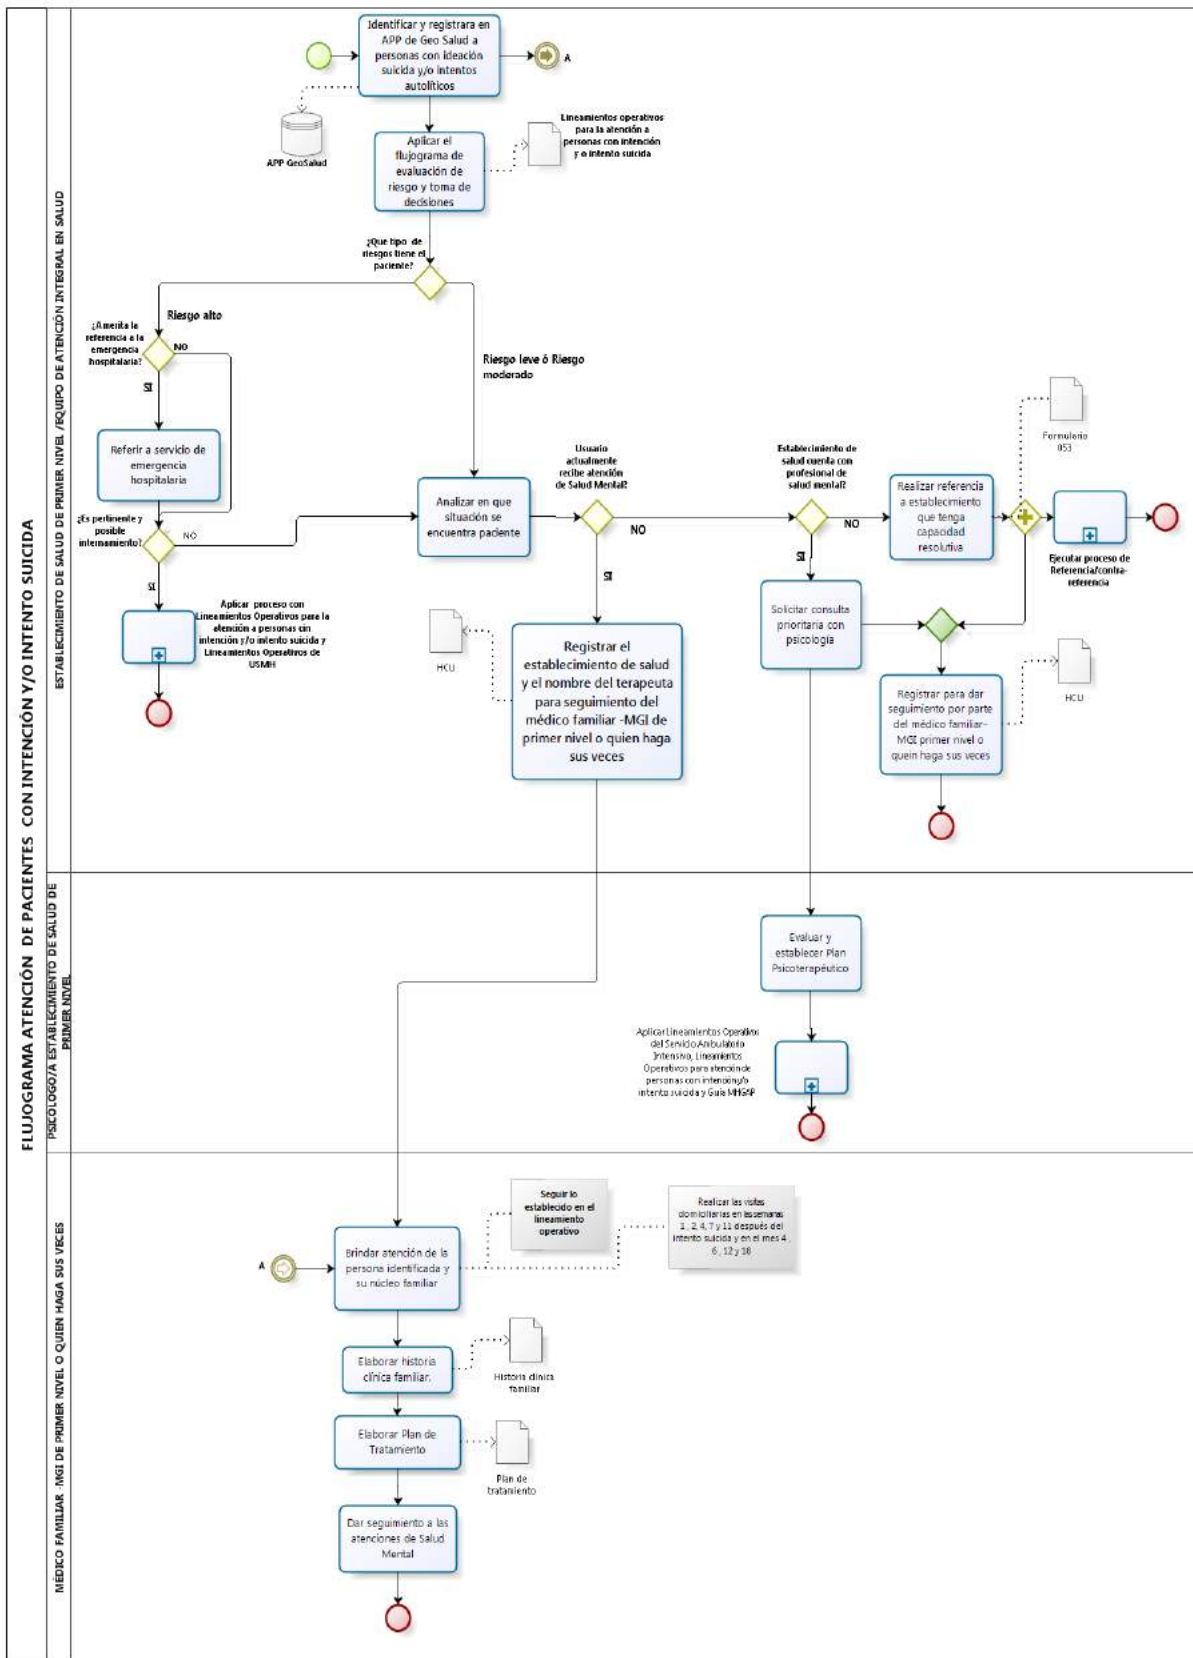 FLUJOGRAMA ATENCIÓN DE PACIENTES CON INTENCIÓN Y/O INTENTO SUICIDA
ESTABLECIMIENTO DE SALUD DE PRIMER NIVEL /EQUIPO DE ATENCIÓN INTEGRAL EN SALUD
Identificar y registrara en
APP de Geo Salud a
personas con ideación
suicida y/o intentos
autolíticos
A
APP GeoSalud
Aplicar el
flujograma de
evaluación de
riesgo y toma de
decisiones
Lineamientos operativos
para la atención a
personas con intención
y o intento suicida
¿Que tipo de
riesgos tiene el
paciente?
Riesgo alto
¿Amerita la
referencia a la
emergencia
hospitalaria?
NO
SI
Riesgo leve ó Riesgo
moderado
Referir a servicio de
emergencia
hospitalaria
¿Es pertinente y
posible
internamiento?
NO
SI
Aplicar proceso con
Lineamientos Operativos para la
atención a personas cin
intención y/o intento suicida y
Lineamientos Operativos de
USMH
Analizar en que
situación se
encuentra paciente
Usuario
actualmente
recibe atención
de Salud Mental?
NO
SI
Establecimiento de
salud cuenta con
profesional de
salud mental?
NO
SI
Realizar referencia
a establecimiento
que tenga
capacidad
resolutiva
Formulario
053
Ejecutar proceso de
Referencia/contra-
referencia
HCU
Registrar el
establecimiento de salud
y el nombre del terapeuta
para seguimiento del
médico familiar -MGI de
primer nivel o quien haga
sus veces
Solicitar consulta
prioritaria con
psicología
Registrar para dar
seguimiento por parte
del médico familiar-
MGI primer nivel o
quein haga sus veces
HCU
PSICÓLOGO/A ESTABLECIMIENTO DE SALUD DE
PRIMER NIVEL
Evaluar y
establecer Plan
Psicoterapéutico
Aplicar Lineamientos Operativos
del Servicio Ambulatorio
Intensivo, Lineamientos
Operativos para atención de
personas con intención y/o
intento suicida y Guía MHGAP
MÉDICO FAMILIAR -MGI DE PRIMER NIVEL O QUIEN HAGA SUS VECES
A
Brindar atención de la
persona identificada y
su núcleo familiar
Seguir lo
establecido en el
lineamiento
operativo
Realizar las visitas
domiciliarias en las semanas
1 , 2, 4, 7 y 11 después del
intento suicida y en el mes 4
, 6 , 12 y 18
Elaborar historia
clínica familiar.
Historia clínica
familiar
Elaborar Plan de
Tratamiento
Plan de
tratamiento
Dar seguimiento a las
atenciones de Salud
Mental